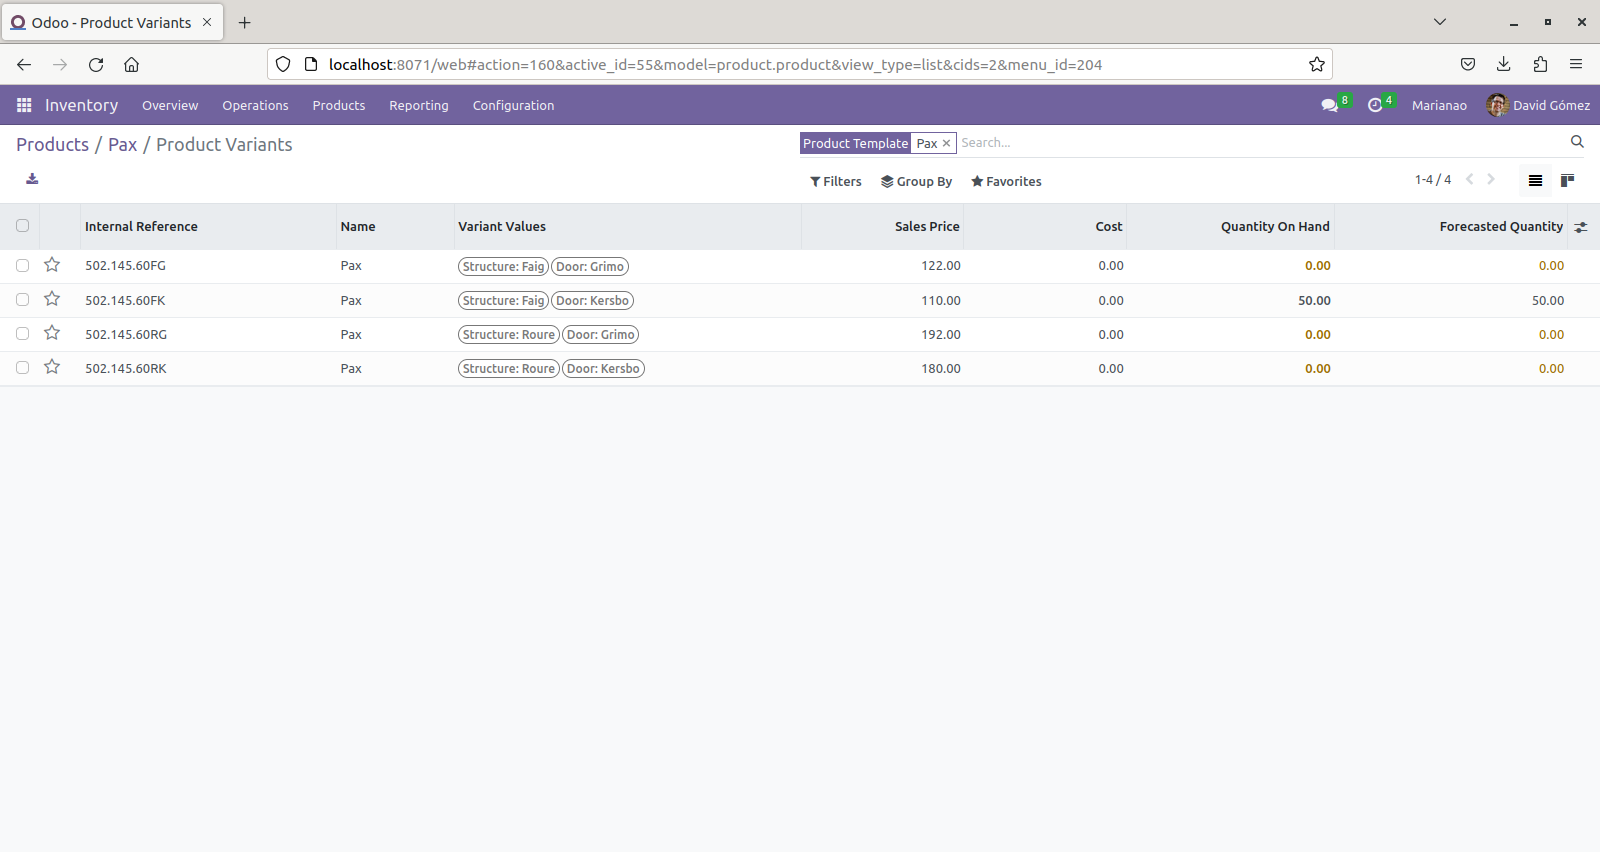 Odoo - Product Variants
localhost:8071/web#action=160&active_id=55&model=product.product&view_type=list&cids=2&menu_id=204
Inventory Overview Operations Products Reporting Configuration 8 4 Marianao David Gómez
Products / Pax / Product Variants Product Template Pax Search...
Filters Group By Favorites 1-4 / 4
Internal Reference Name Variant Values Sales Price Cost Quantity On Hand Forecasted Quantity
502.145.60FG Pax Structure: Faig Door: Grimo 122.00 0.00 0.00 0.00
502.145.60FK Pax Structure: Faig Door: Kersbo 110.00 0.00 50.00 50.00
502.145.60RG Pax Structure: Roure Door: Grimo 192.00 0.00 0.00 0.00
502.145.60RK Pax Structure: Roure Door: Kersbo 180.00 0.00 0.00 0.00